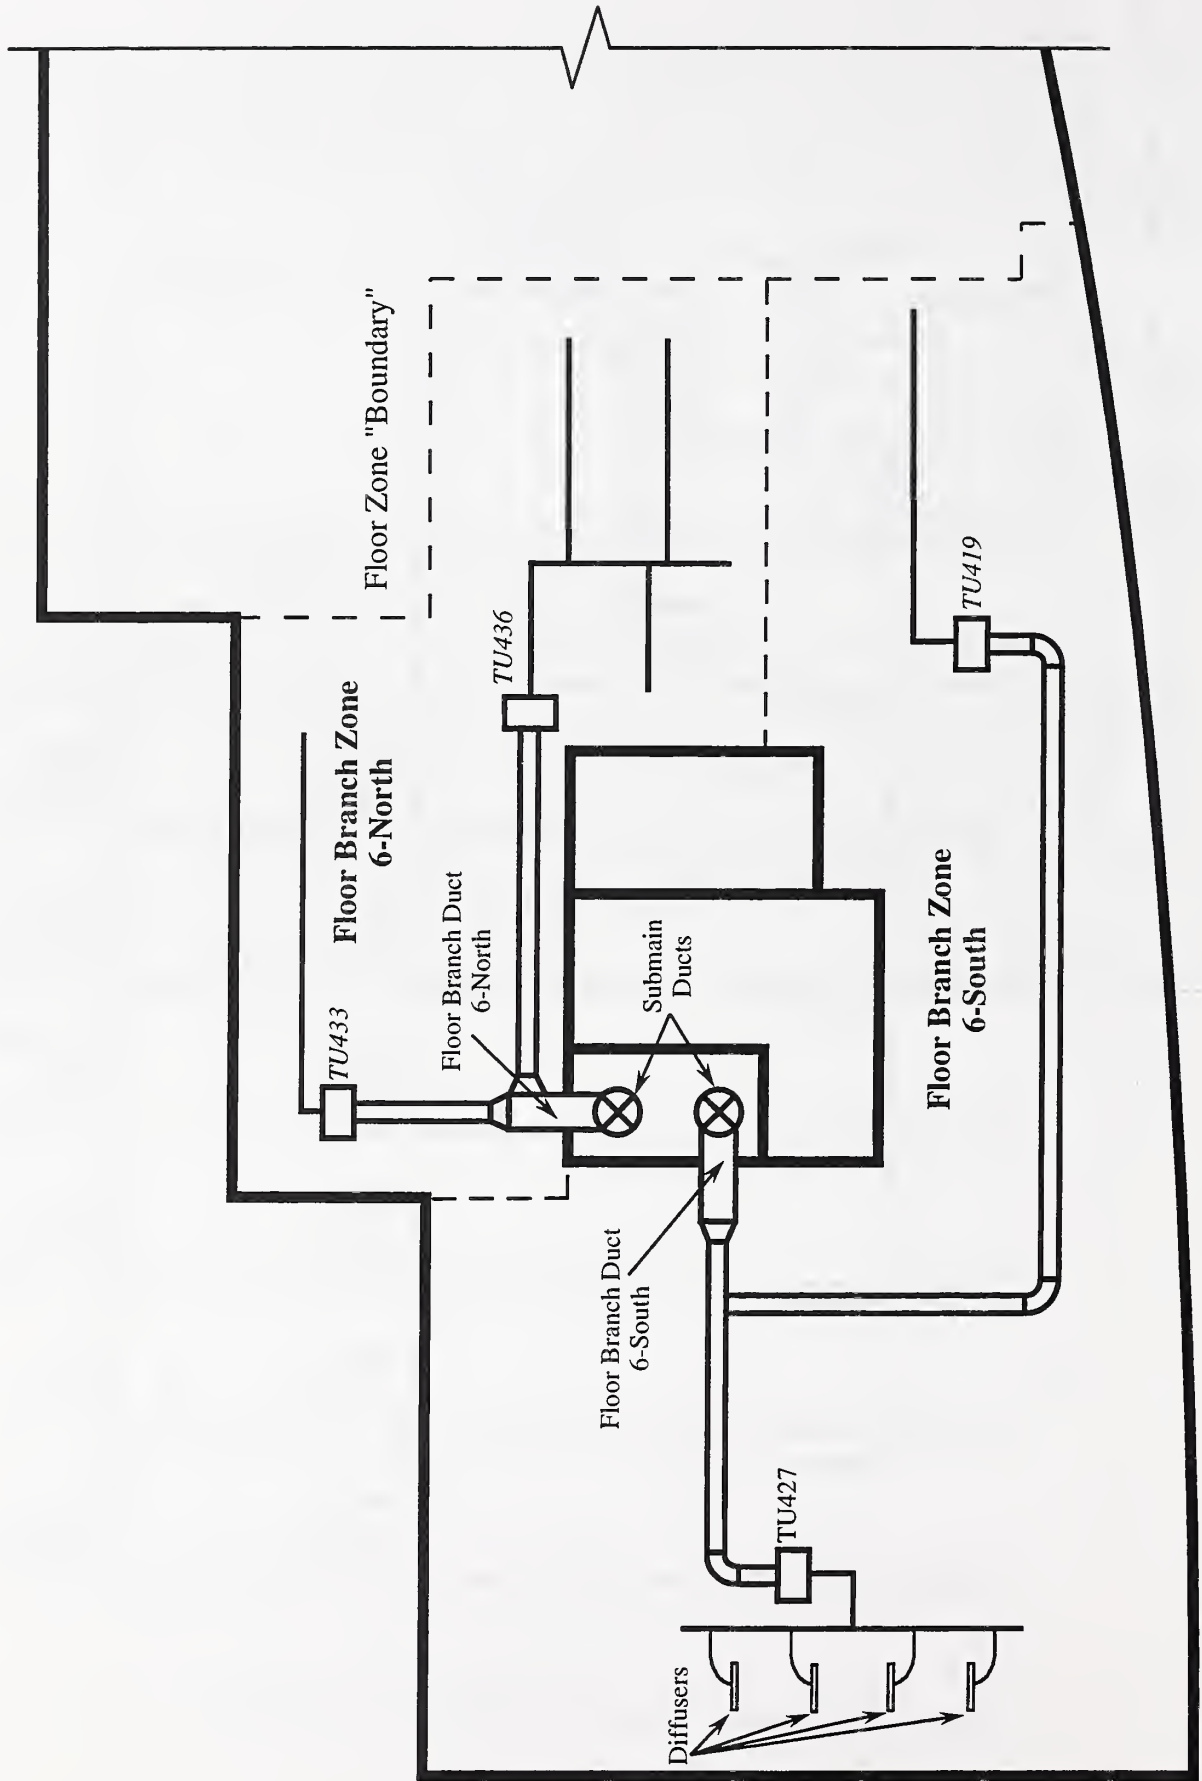 Floor Zone "Boundary"
Floor Branch Zone
6-North
TU433
TU436
Floor Branch Duct
6-North
Submain
Ducts
TU419
Floor Branch Zone
6-South
Floor Branch Duct
6-South
TU427
Diffusers